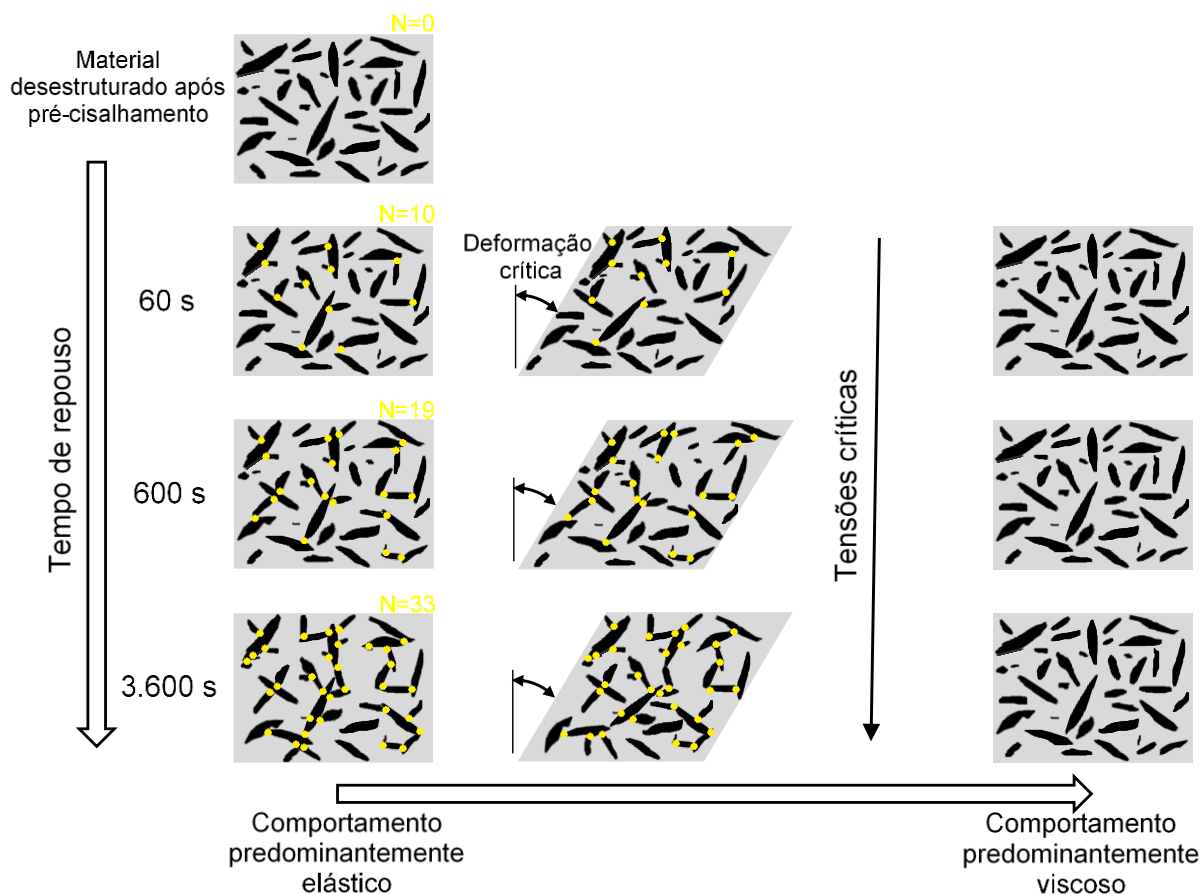 N=0
Material
desestruturado após
pré-cisalhamento
N=10
Deformação
crítica
60 s
N=19
600 s
N=33
3.600 s
Tempo de repouso
Tensões críticas
Comportamento
predominantemente
elástico
Comportamento
predominantemente
viscoso